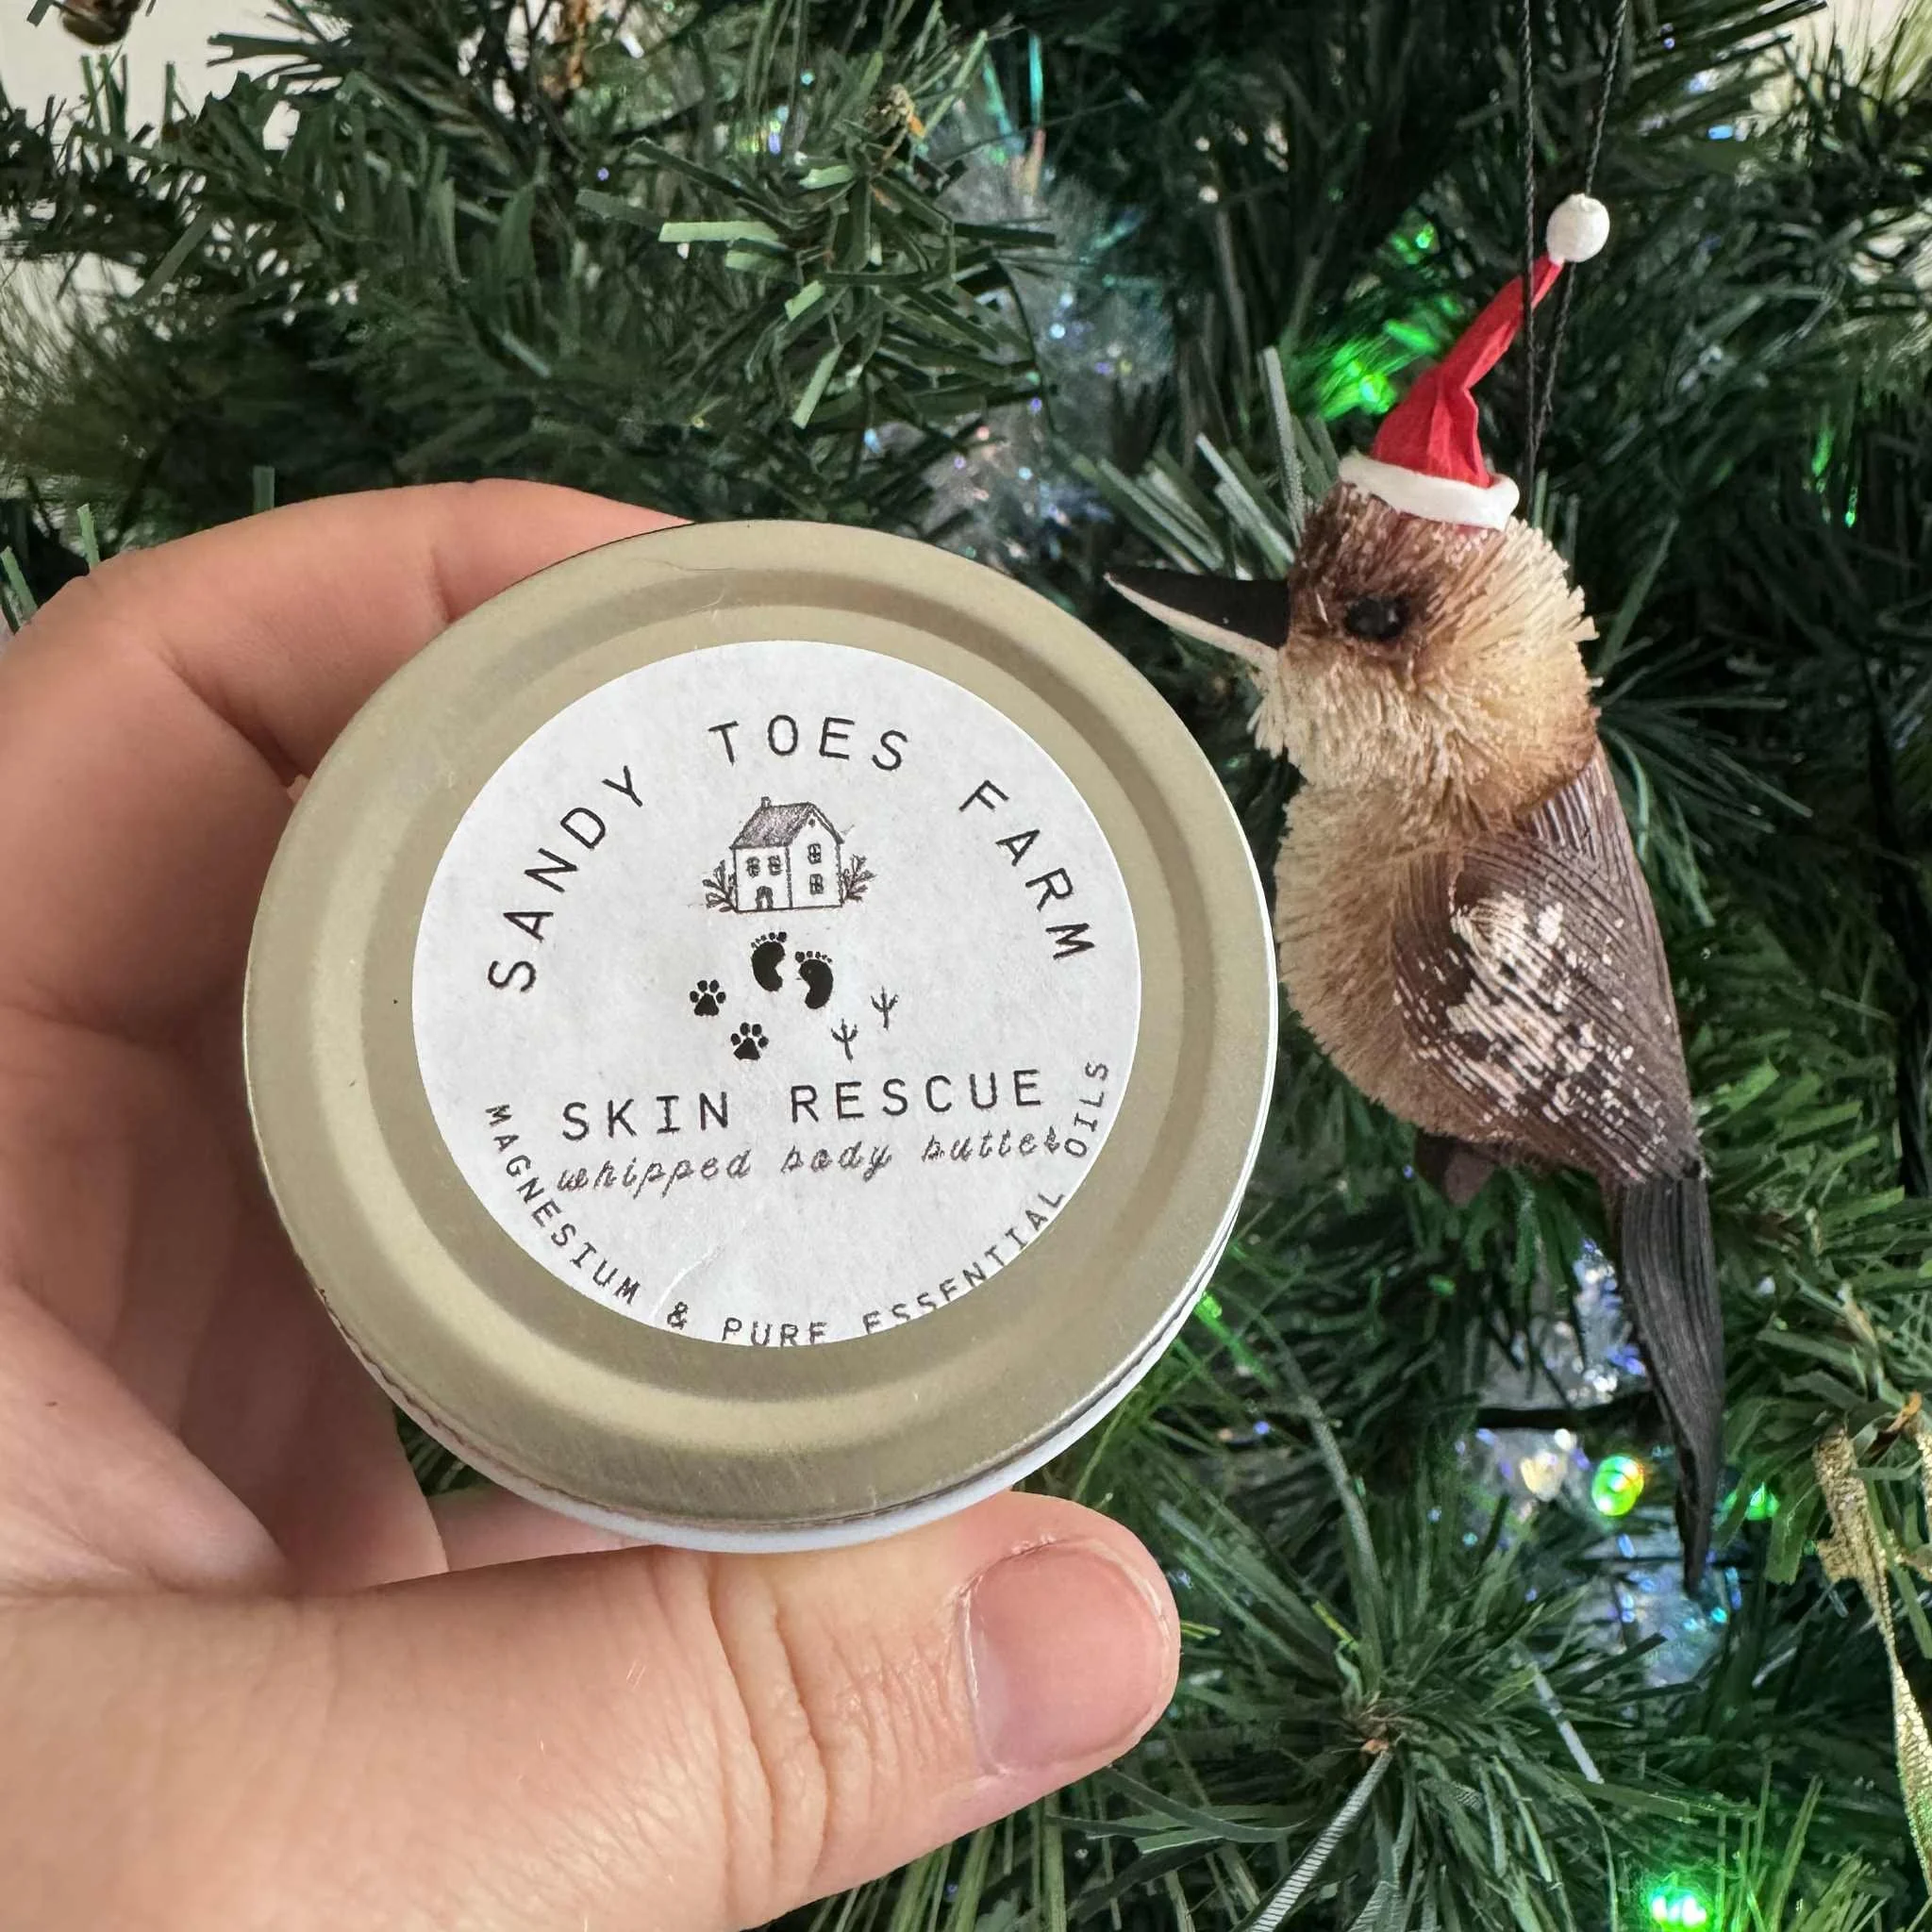 SANDY TOES FARM
SKIN RESCUE
whipped body butter
MAGNESIUM & PURE ESSENTIAL OILS